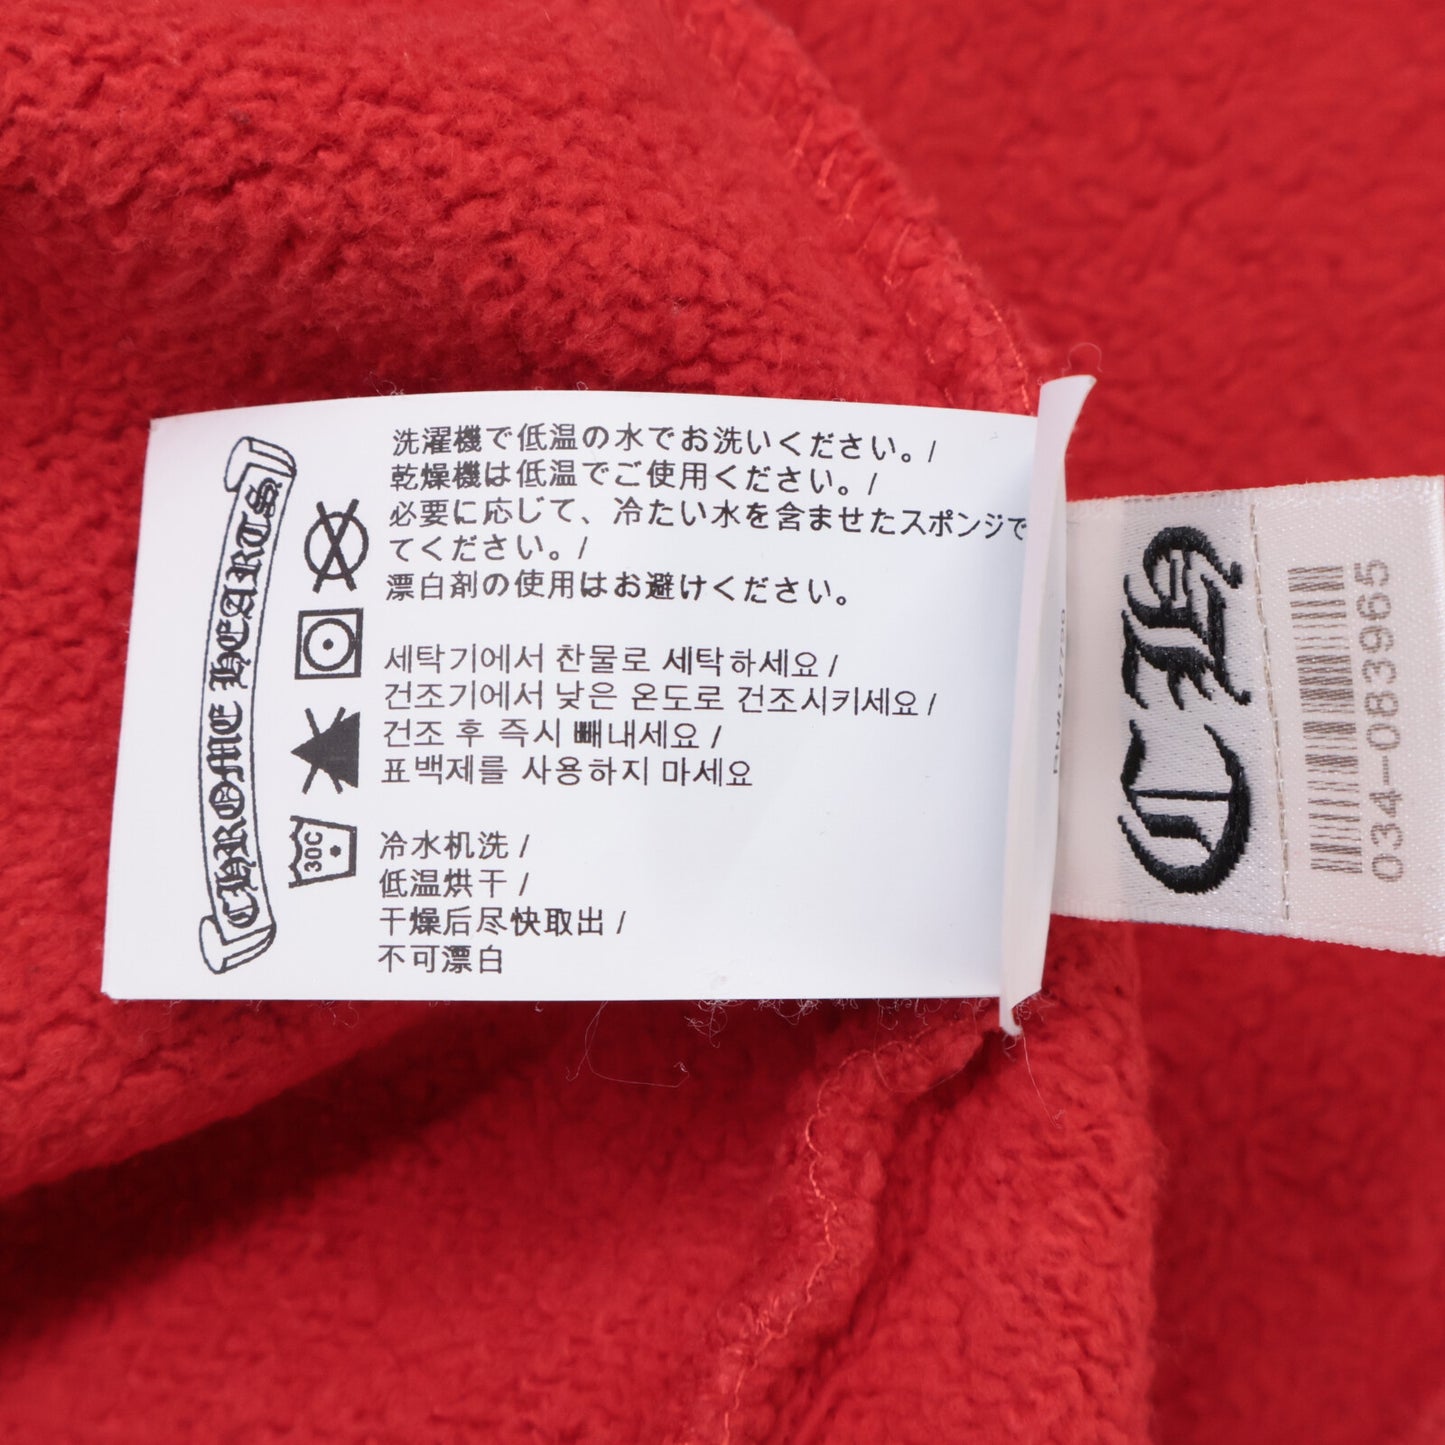 CHROME HEARTS
洗濯機で低温の水でお洗いください。/
乾燥機は低温でご使用ください。/
必要に応じて、冷たい水を含ませたスポンジで
てください。/
漂白剤の使用はお避けください。
세탁기에서 찬물로 세탁하세요 /
건조기에서 낮은 온도로 건조시키세요 /
건조 후 즉시 빼내세요 /
표백제를 사용하지 마세요
30C
冷水机洗 /
低温烘干 /
干燥后尽快取出 /
不可漂白
CH
034-083965